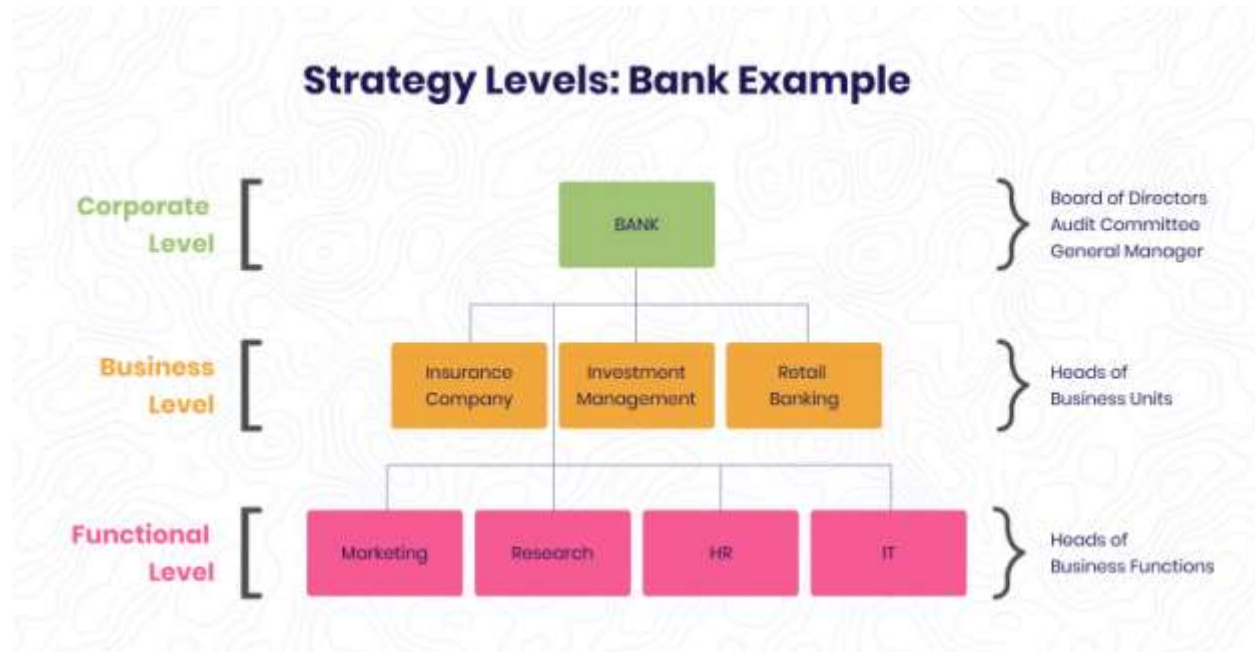 Strategy Levels: Bank Example
Corporate
Level
BANK
Board of Directors
Audit Committee
General Manager
Business
Level
Insurance
Company
Investment
Management
Retail
Banking
Heads of
Business Units
Functional
Level
Marketing
Research
HR
IT
Heads of
Business Functions